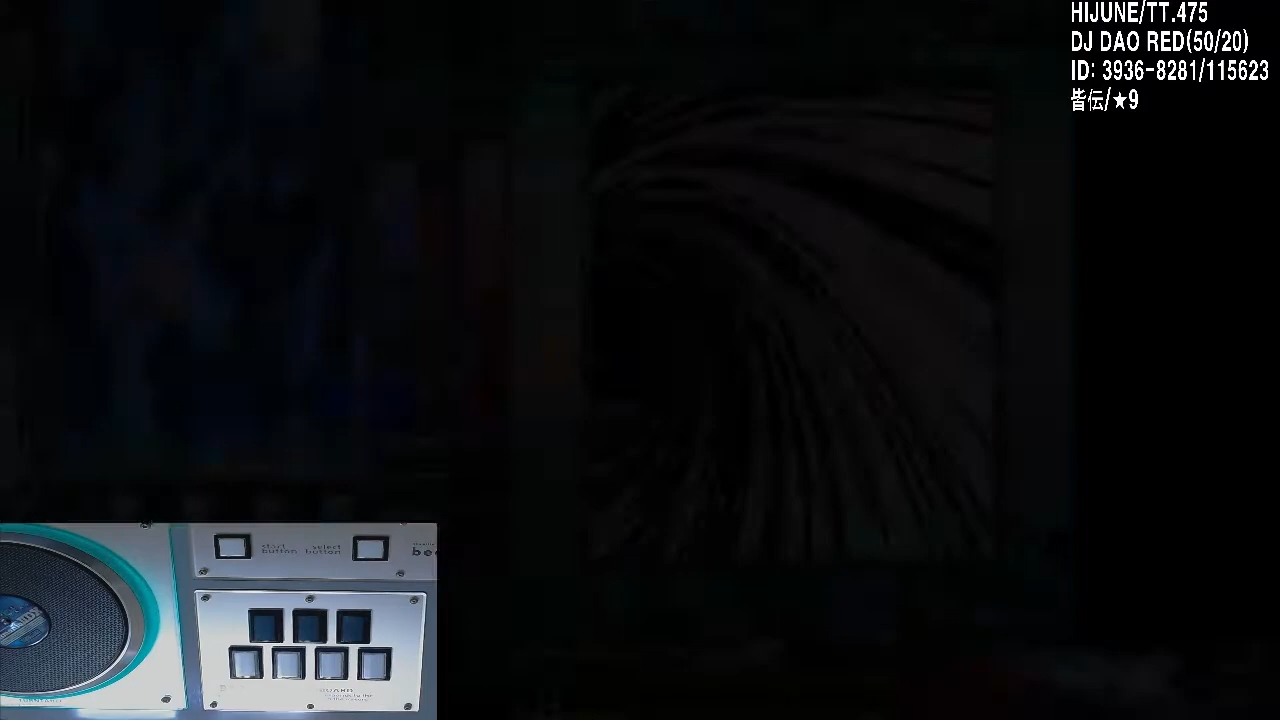 HIJUNE/TT.475
DJ DAO RED(50/20)
ID: 3936-8281/115623
皆伝/★9
start
button
select
button
bea